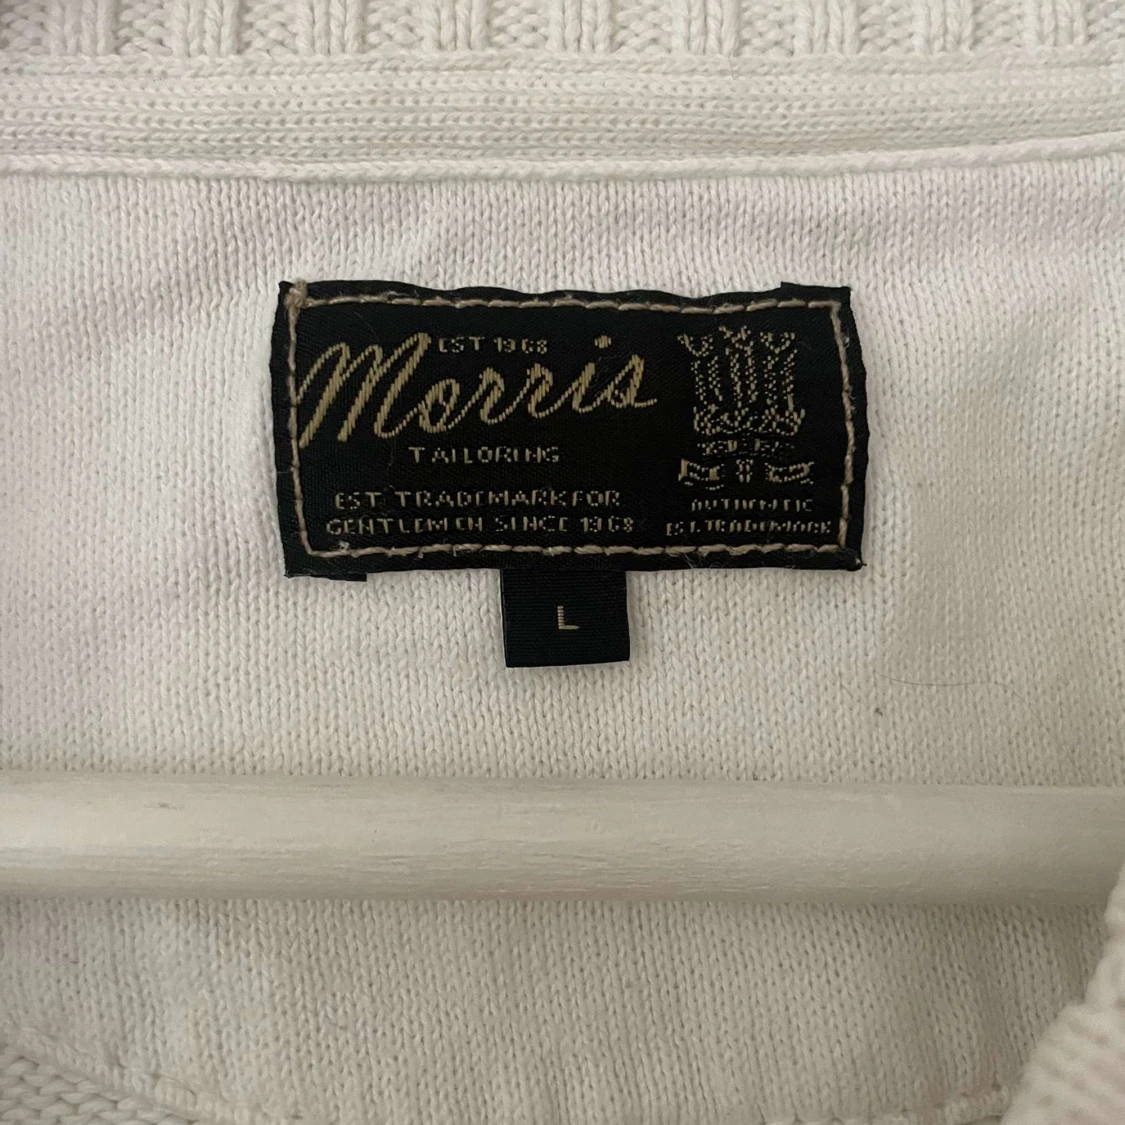 EST 1968
Morris
TAILORING
EST. TRADEMARK FOR
GENTLEMEN SINCE 1968
AUTHENTIC
EST. TRADEMARK
L